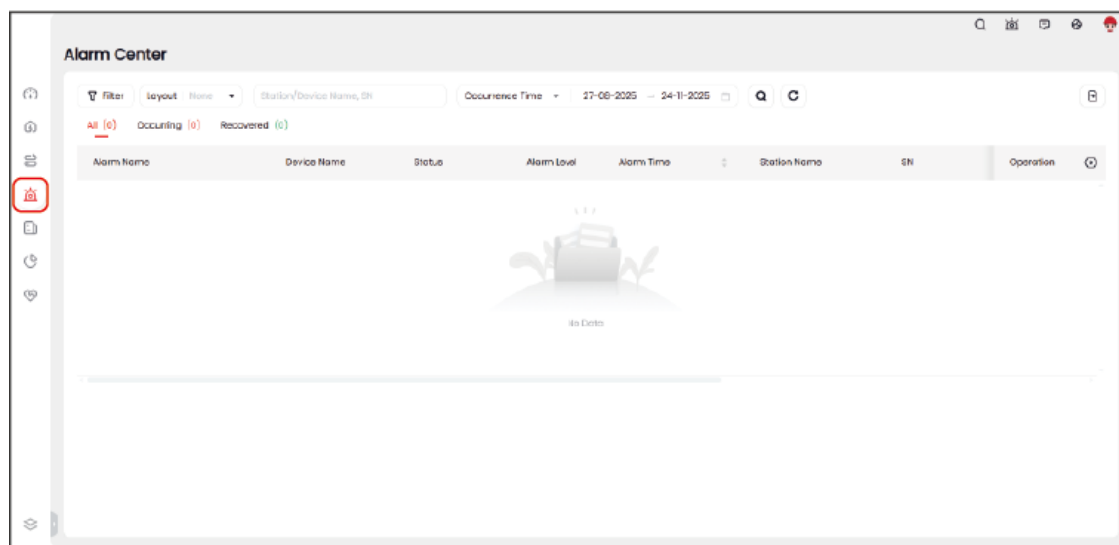 Alarm Center
Filter Layout None Station/Device Name, SN Occurrence Time 27-08-2025 → 24-11-2025
All (0) Occurring (0) Recovered (0)
Alarm Name Device Name Status Alarm Level Alarm Time Station Name SN Operation
No Data